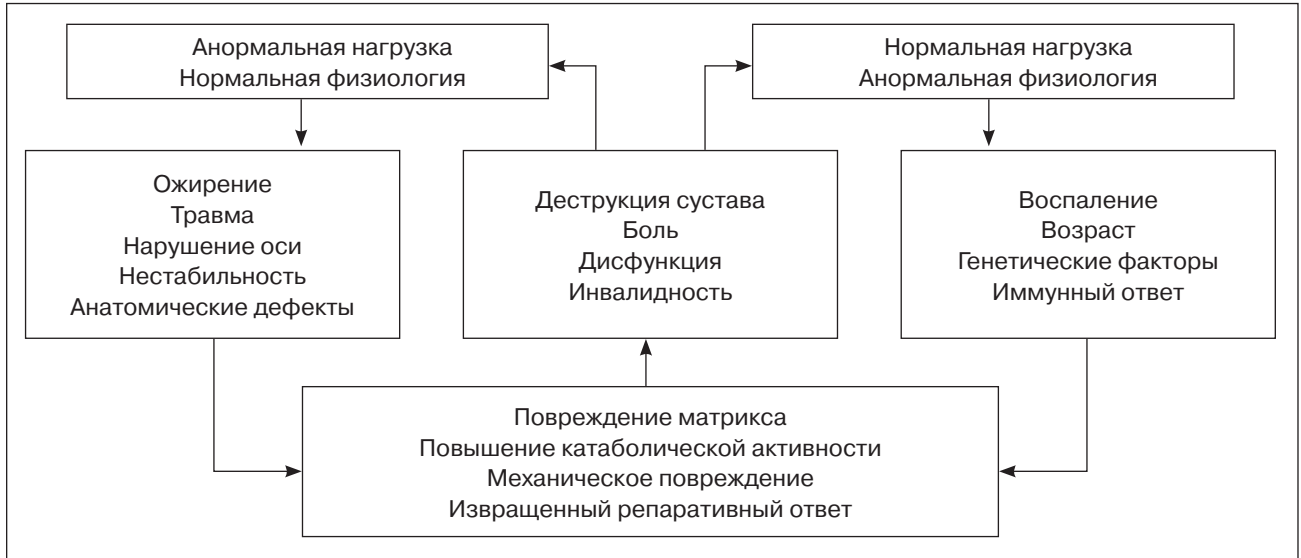 Анормальная нагрузка
Нормальная физиология
Нормальная нагрузка
Анормальная физиология
Ожирение
Травма
Нарушение оси
Нестабильность
Анатомические дефекты
Деструкция сустава
Боль
Дисфункция
Инвалидность
Воспаление
Возраст
Генетические факторы
Иммунный ответ
Повреждение матрикса
Повышение катаболической активности
Механическое повреждение
Извращенный репаративный ответ